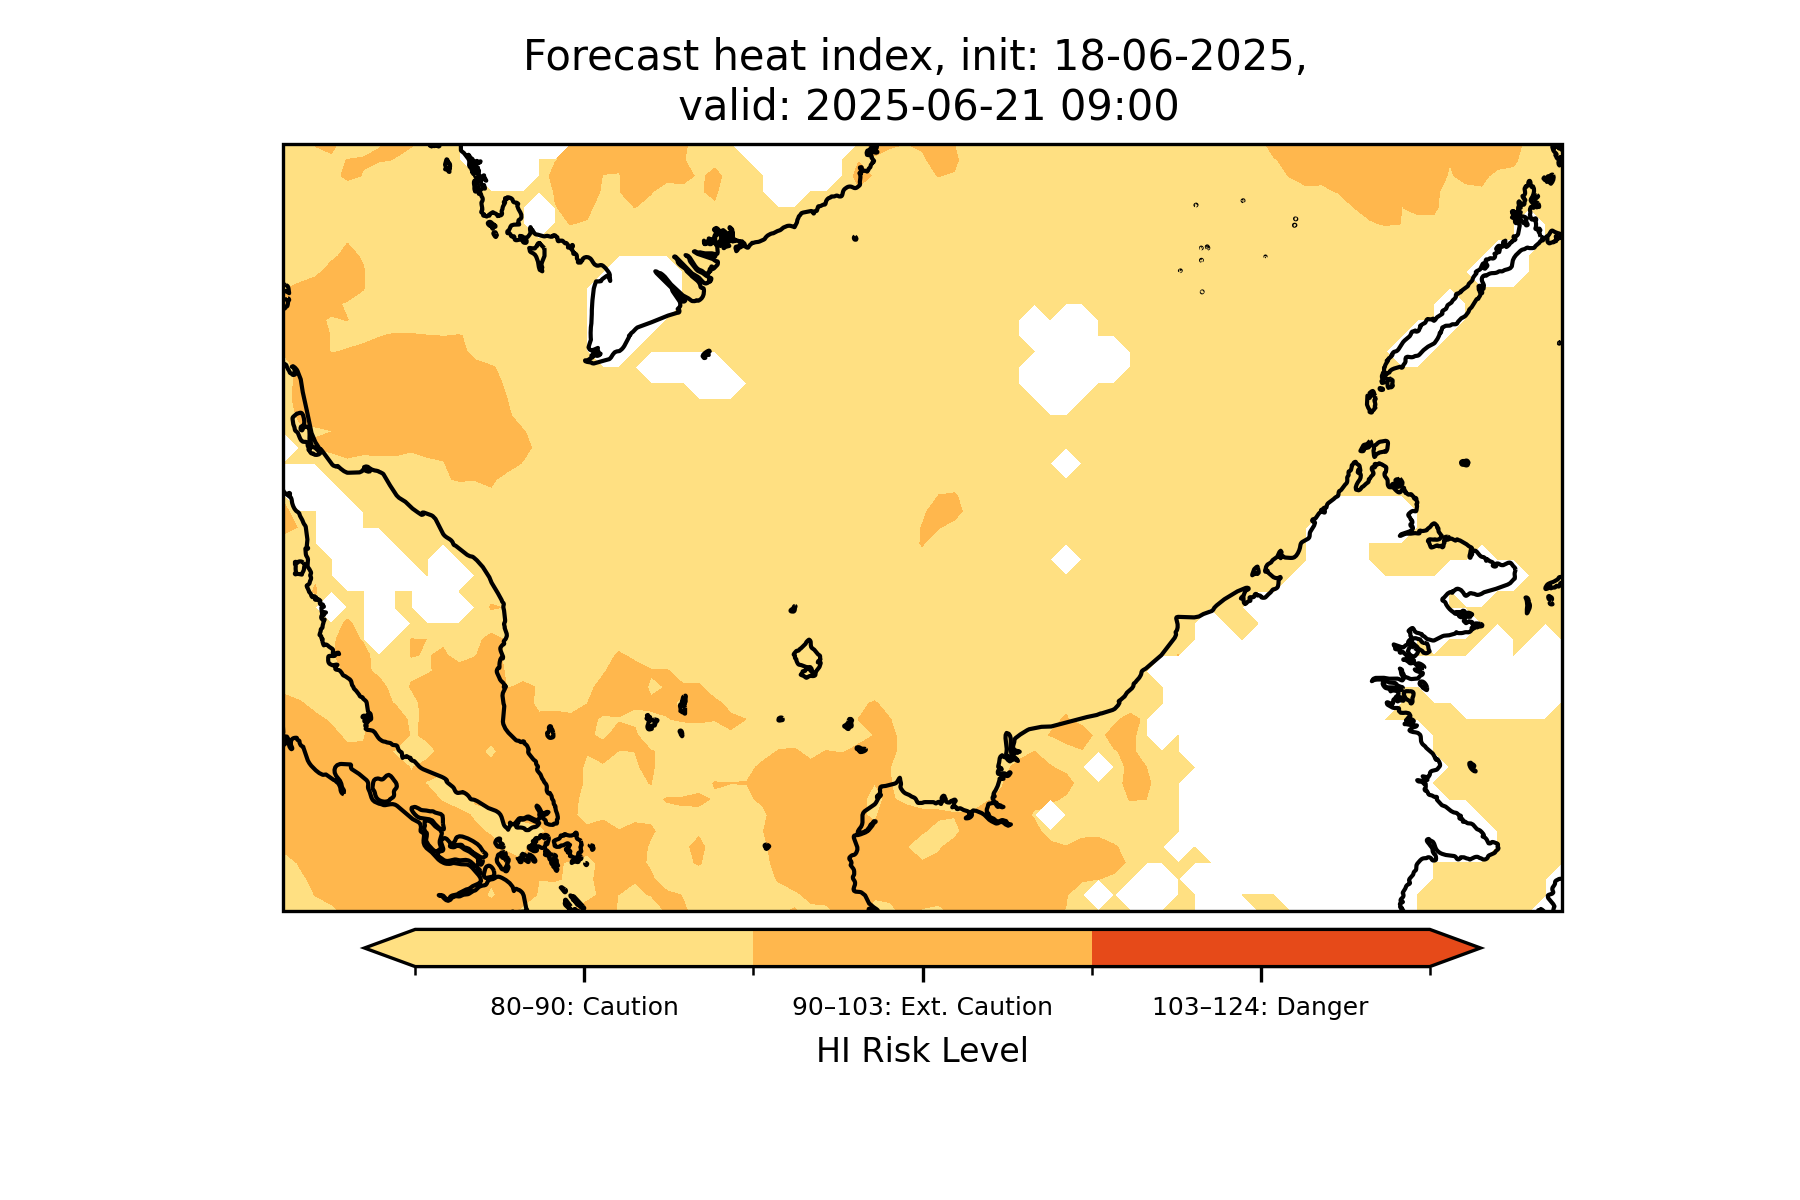 Forecast heat index, init: 18-06-2025,
valid: 2025-06-21 09:00
80–90: Caution
90–103: Ext. Caution
103–124: Danger
HI Risk Level